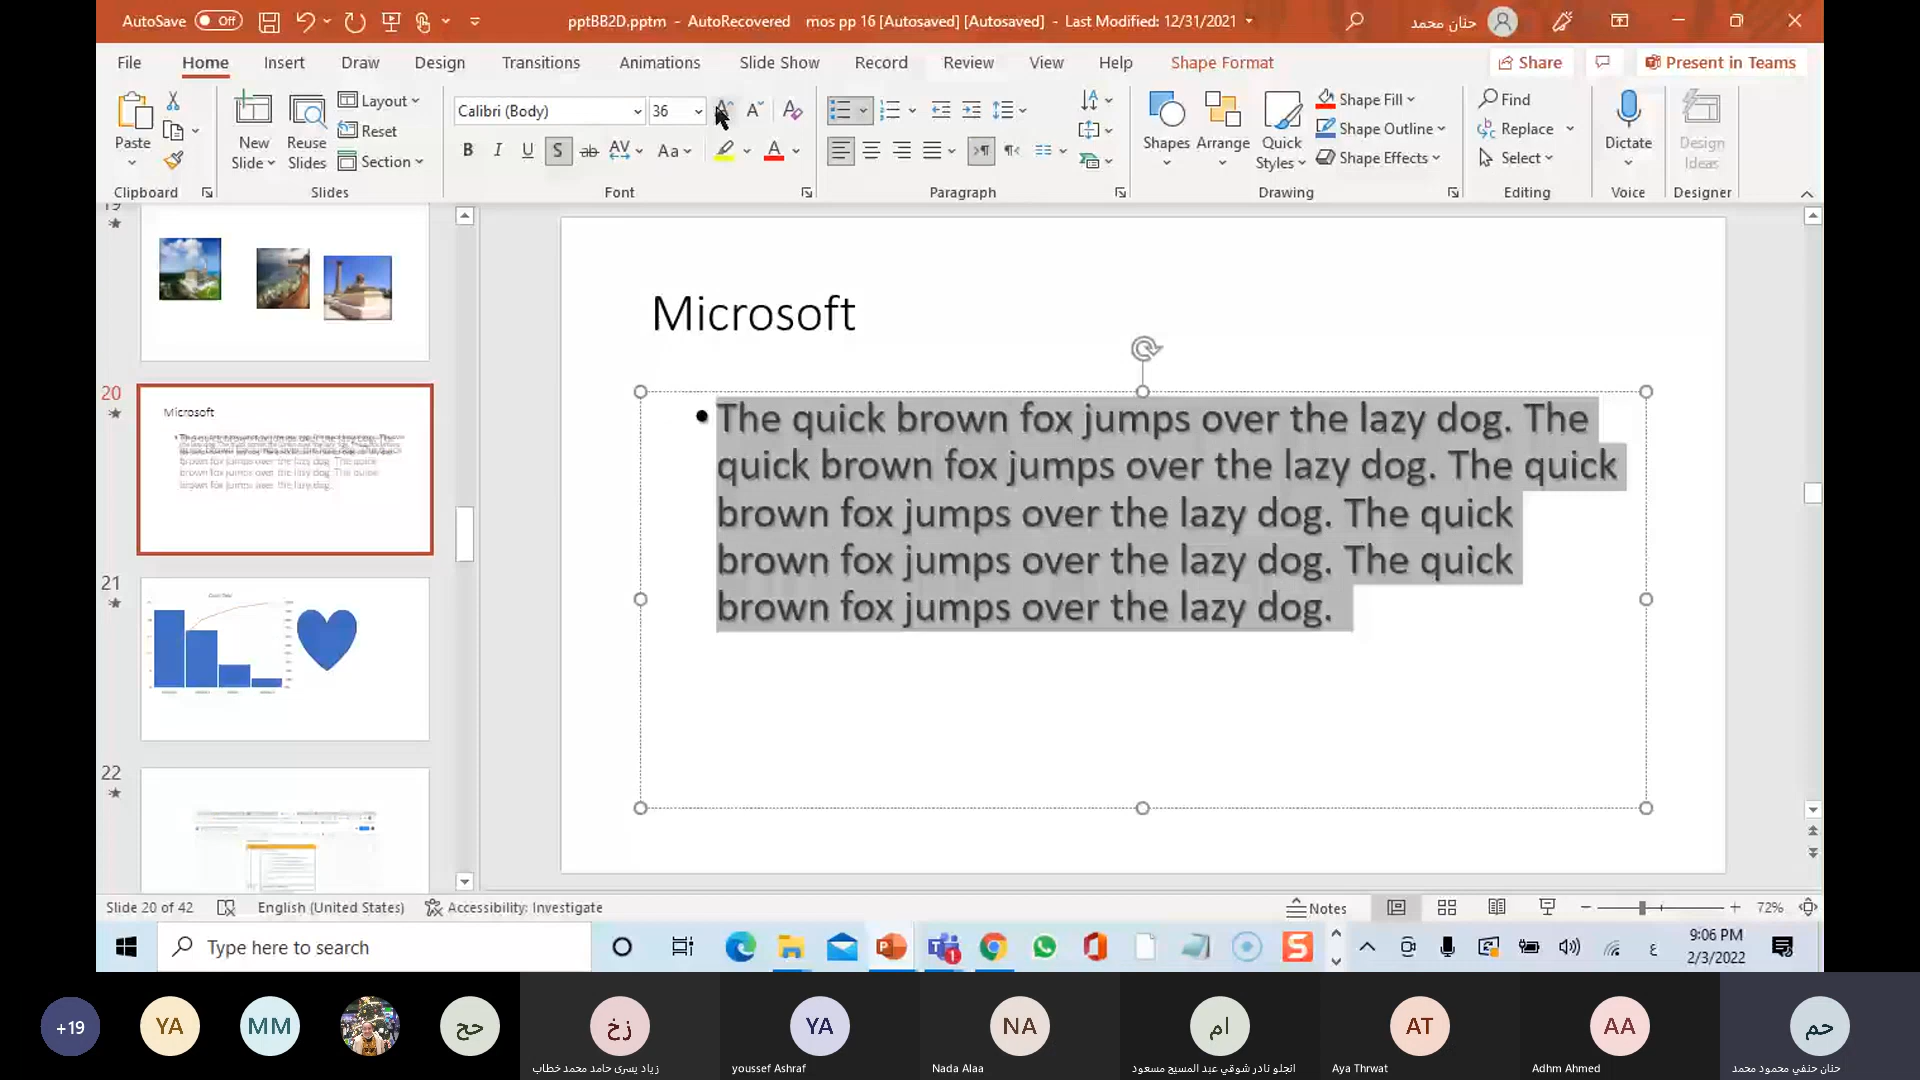 AutoSave Off pptBB2D.pptm - AutoRecovered mos pp 16 [Autosaved] [Autosaved] - Last Modified: 12/31/2021 حنان محمد
File Home Insert Draw Design Transitions Animations Slide Show Record Review View Help Shape Format Share Present in Teams
Paste
Clipboard
New Slide
Reuse Slides
Layout
Reset
Section
Slides
Calibri (Body) 36
B I U S ab AV Aa A
Font
Paragraph
Shapes
Arrange
Quick Styles
Shape Fill
Shape Outline
Shape Effects
Drawing
Find
Replace
Select
Editing
Dictate
Voice
Design Ideas
Designer
19
20
Microsoft
21
22
Microsoft
• The quick brown fox jumps over the lazy dog. The
quick brown fox jumps over the lazy dog. The quick
brown fox jumps over the lazy dog. The quick
brown fox jumps over the lazy dog. The quick
brown fox jumps over the lazy dog.
Slide 20 of 42 English (United States) Accessibility: Investigate Notes 72%
Type here to search
ع
9:06 PM
2/3/2022
+19 YA MM حح زخ YA NA ام AT AA حم
زياد يسرى حامد محمد خطاب youssef Ashraf Nada Alaa انجلو نادر شوقي عبد المسيح مسعود Aya Thrwat Adhm Ahmed حنان حنفي محمود محمد